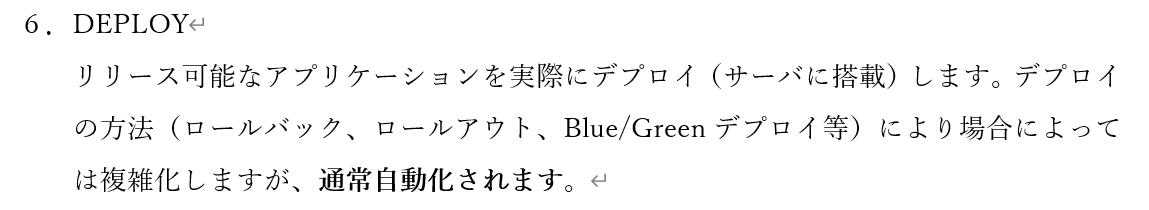 ６．DEPLOY↵
リリース可能なアプリケーションを実際にデプロイ（サーバに搭載）します。デプロイ
の方法（ロールバック、ロールアウト、Blue/Green デプロイ等）により場合によって
は複雑化しますが、通常自動化されます。↵